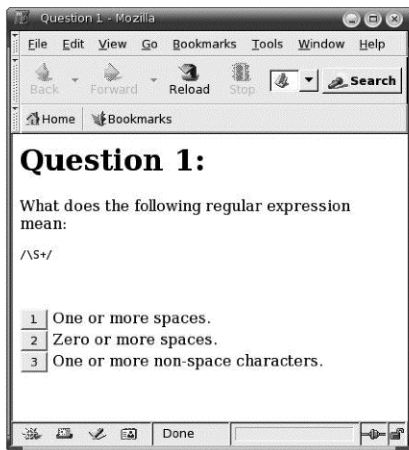 Question 1 - Mozilla
File Edit View Go Bookmarks Tools Window Help
Back Forward Reload Stop Search
Home Bookmarks
Question 1:
What does the following regular expression
mean:
/\S+/
1 One or more spaces.
2 Zero or more spaces.
3 One or more non-space characters.
Done